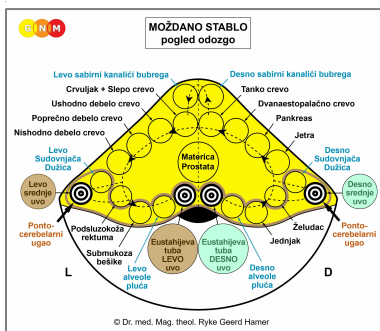 G N M
MOŽDANO STABLO
pogled odozgo
Levo sabirni kanalići bubrega
Desno sabirni kanalići bubrega
Crvuljak + Slepo crevo
Tanko crevo
Ushodno debelo crevo
Dvanaestopalačno crevo
Poprečno debelo crevo
Pankreas
Nishodno debelo crevo
Jetra
Levo
Sudovnjača
Dužica
Materica
Prostata
Desno
Sudovnjača
Dužica
Levo
srednje
uvo
Desno
srednje
uvo
Ponto-
cerebelarni
ugao
Podsluzokoža
rektuma
Submukoza
bešike
Eustahijeva
tuba
LEVO
uvo
Eustahijeva
tuba
DESNO
uvo
Želudac
Jednjak
Ponto-
cerebelarni
ugao
L
Levo
alveole
pluća
Desno
alveole
pluća
D
© Dr. med. Mag. theol. Ryke Geerd Hamer